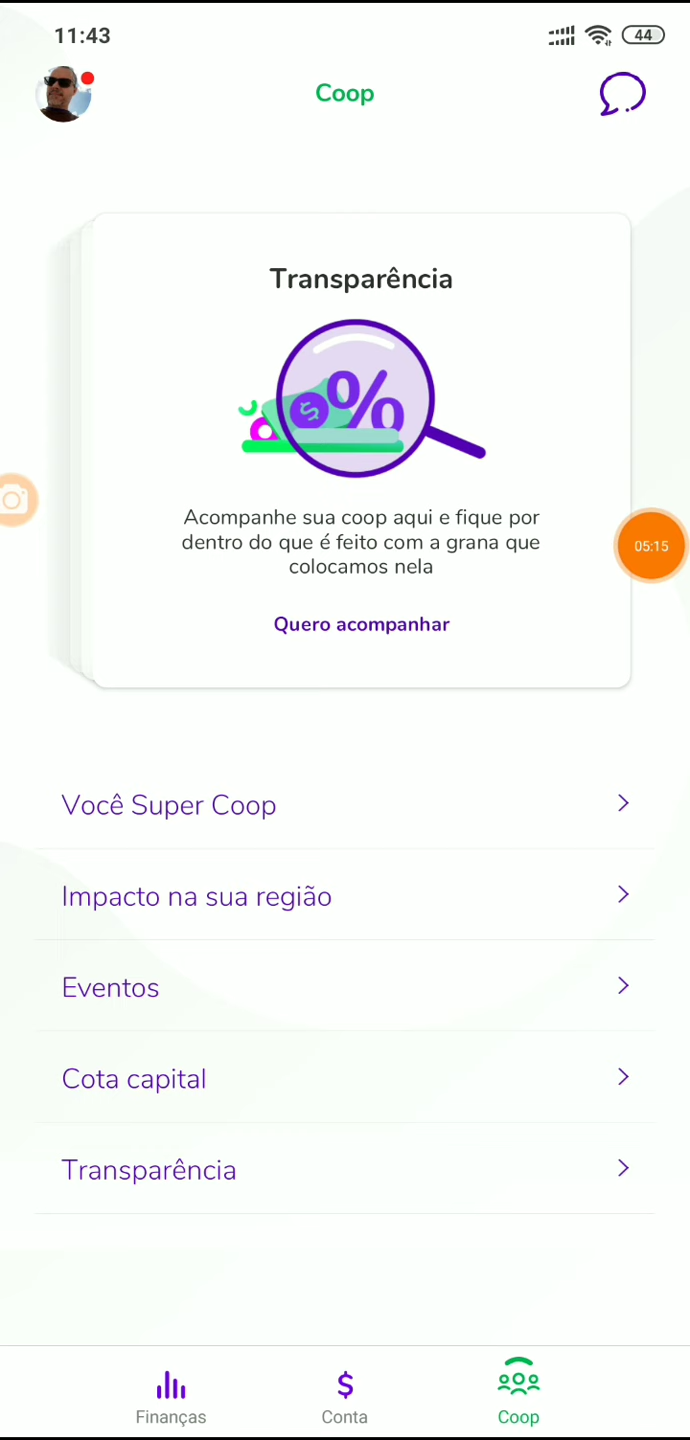 11:43
44
Coop
Transparência
$ %
Acompanhe sua coop aqui e fique por
dentro do que é feito com a grana que
colocamos nela
05:15
Quero acompanhar
Você Super Coop
Impacto na sua região
Eventos
Cota capital
Transparência
$
Finanças
Conta
Coop